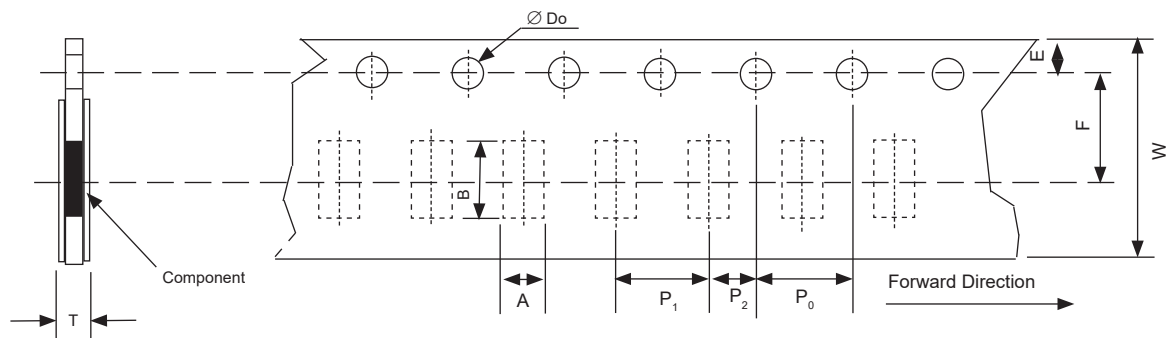 ∅ Do
E
F
W
B
Component
T
A
P1
P2
P0
Forward Direction